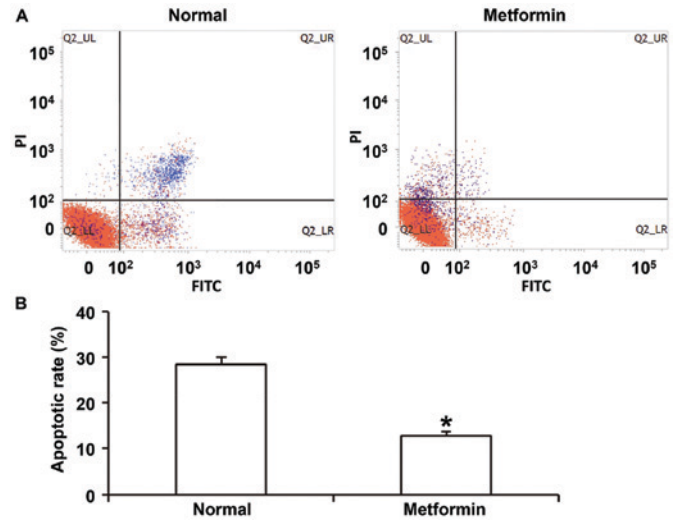 A
Normal
Metformin
Q2_UL
Q2_UR
Q2_UL
Q2_UR
10⁵
10⁴
10³
10²
0
PI
Q2_LL
Q2_LR
0
10²
10³
10⁴
10⁵
FITC
10⁵
10⁴
10³
10²
0
PI
Q2_LL
Q2_LR
0
10²
10³
10⁴
10⁵
FITC
B
Apoptotic rate (%)
40
30
20
10
0
*
Normal
Metformin